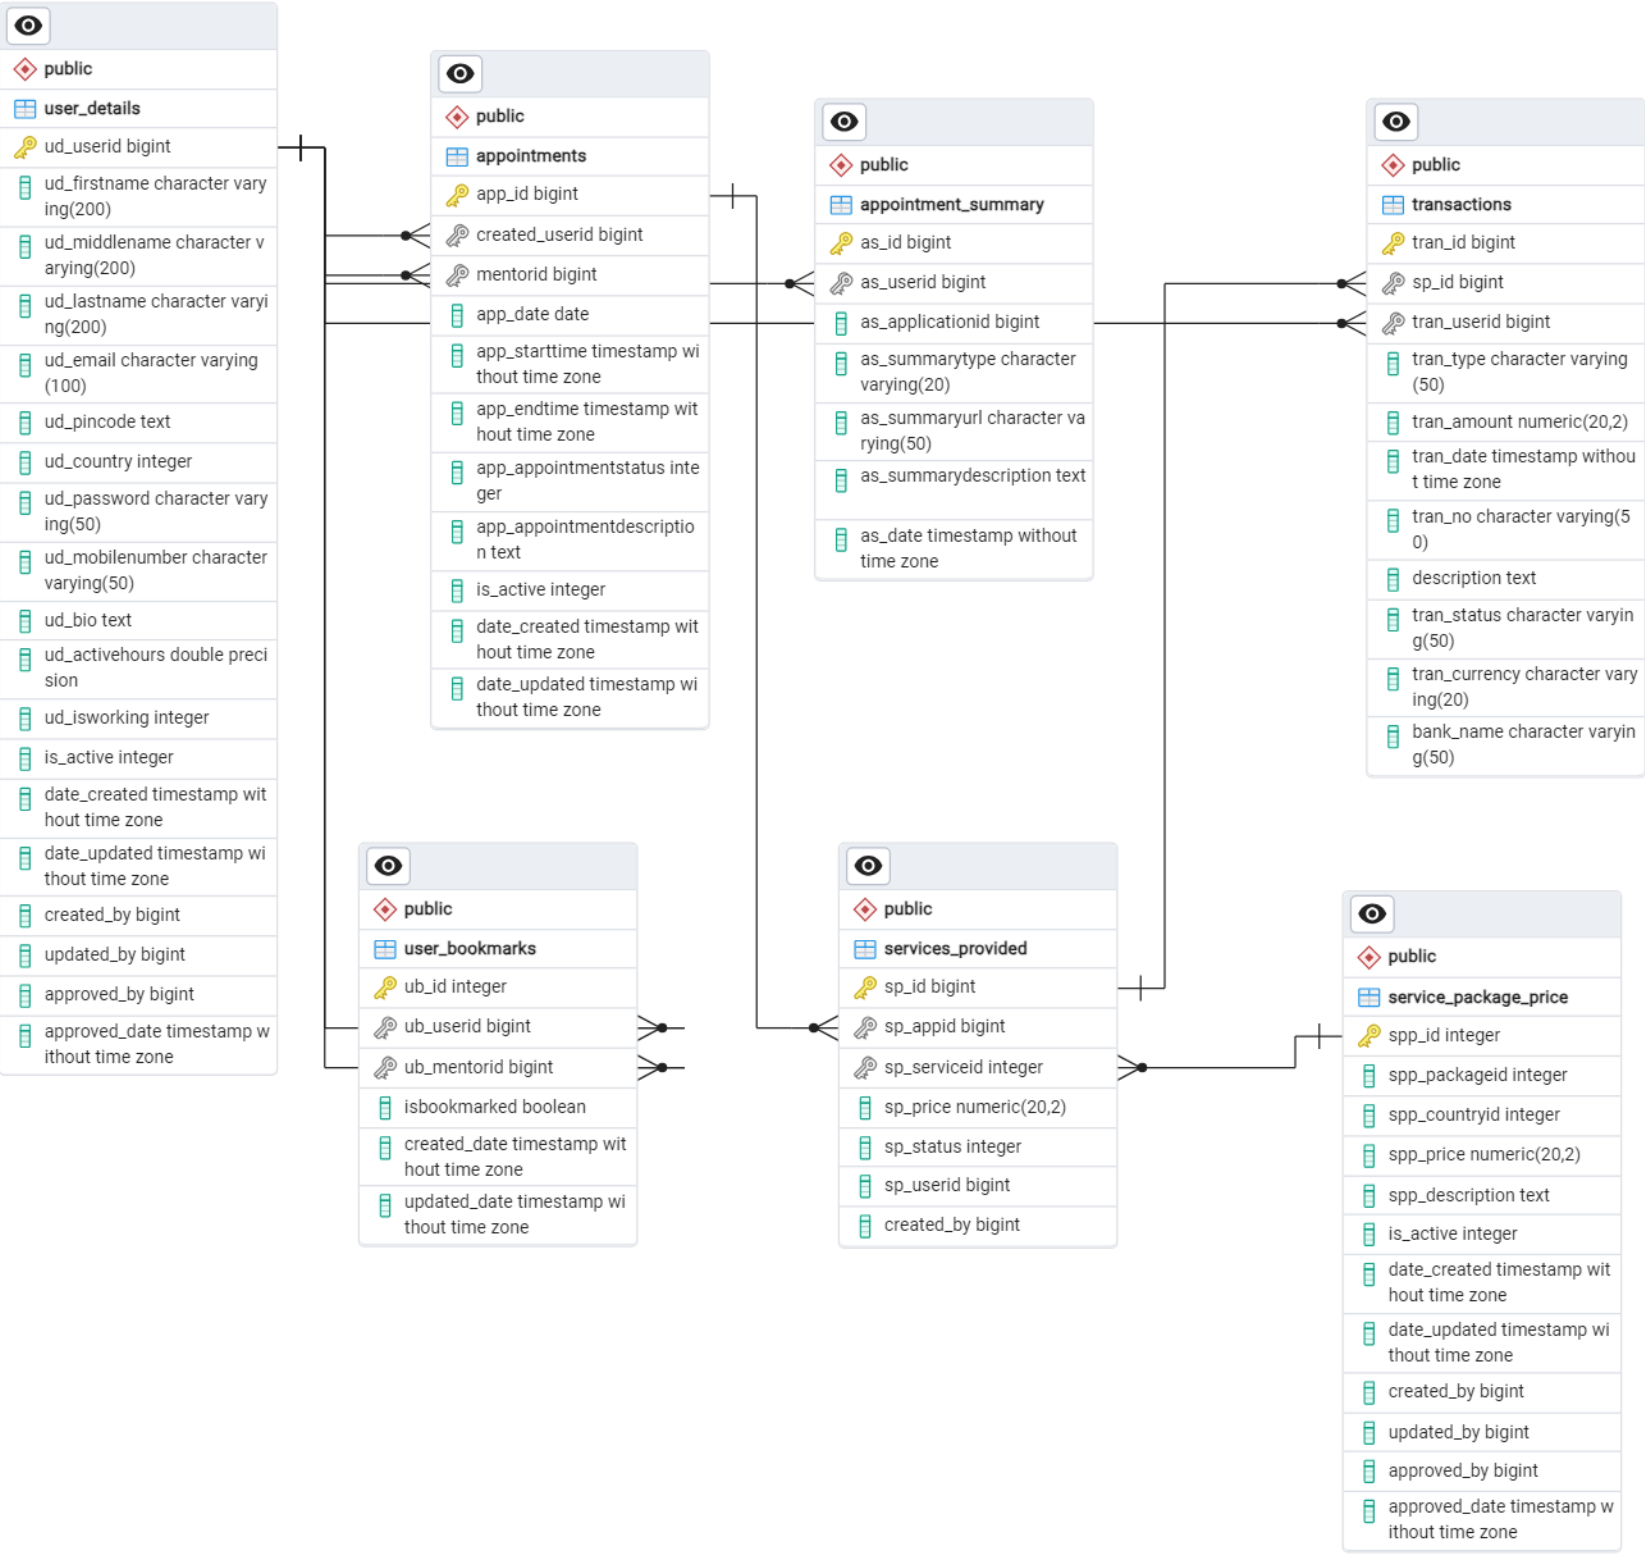 public
user_details
ud_userid bigint
ud_firstname character vary
ing(200)
ud_middlename character v
arying(200)
ud_lastname character varyi
ng(200)
ud_email character varying
(100)
ud_pincode text
ud_country integer
ud_password character vary
ing(50)
ud_mobilenumber character
varying(50)
ud_bio text
ud_activehours double preci
sion
ud_isworking integer
is_active integer
date_created timestamp wit
hout time zone
date_updated timestamp wi
thout time zone
created_by bigint
updated_by bigint
approved_by bigint
approved_date timestamp w
ithout time zone
public
appointments
app_id bigint
created_userid bigint
mentorid bigint
app_date date
app_starttime timestamp wi
thout time zone
app_endtime timestamp wit
hout time zone
app_appointmentstatus inte
ger
app_appointmentdescriptio
n text
is_active integer
date_created timestamp wit
hout time zone
date_updated timestamp wi
thout time zone
public
appointment_summary
as_id bigint
as_userid bigint
as_applicationid bigint
as_summarytype character
varying(20)
as_summaryurl character va
rying(50)
as_summarydescription text
as_date timestamp without
time zone
public
transactions
tran_id bigint
sp_id bigint
tran_userid bigint
tran_type character varying
(50)
tran_amount numeric(20,2)
tran_date timestamp withou
t time zone
tran_no character varying(5
0)
description text
tran_status character varyin
g(50)
tran_currency character vary
ing(20)
bank_name character varyin
g(50)
public
user_bookmarks
ub_id integer
ub_userid bigint
ub_mentorid bigint
isbookmarked boolean
created_date timestamp wit
hout time zone
updated_date timestamp wi
thout time zone
public
services_provided
sp_id bigint
sp_appid bigint
sp_serviceid integer
sp_price numeric(20,2)
sp_status integer
sp_userid bigint
created_by bigint
public
service_package_price
spp_id integer
spp_packageid integer
spp_countryid integer
spp_price numeric(20,2)
spp_description text
is_active integer
date_created timestamp wit
hout time zone
date_updated timestamp wi
thout time zone
created_by bigint
updated_by bigint
approved_by bigint
approved_date timestamp w
ithout time zone